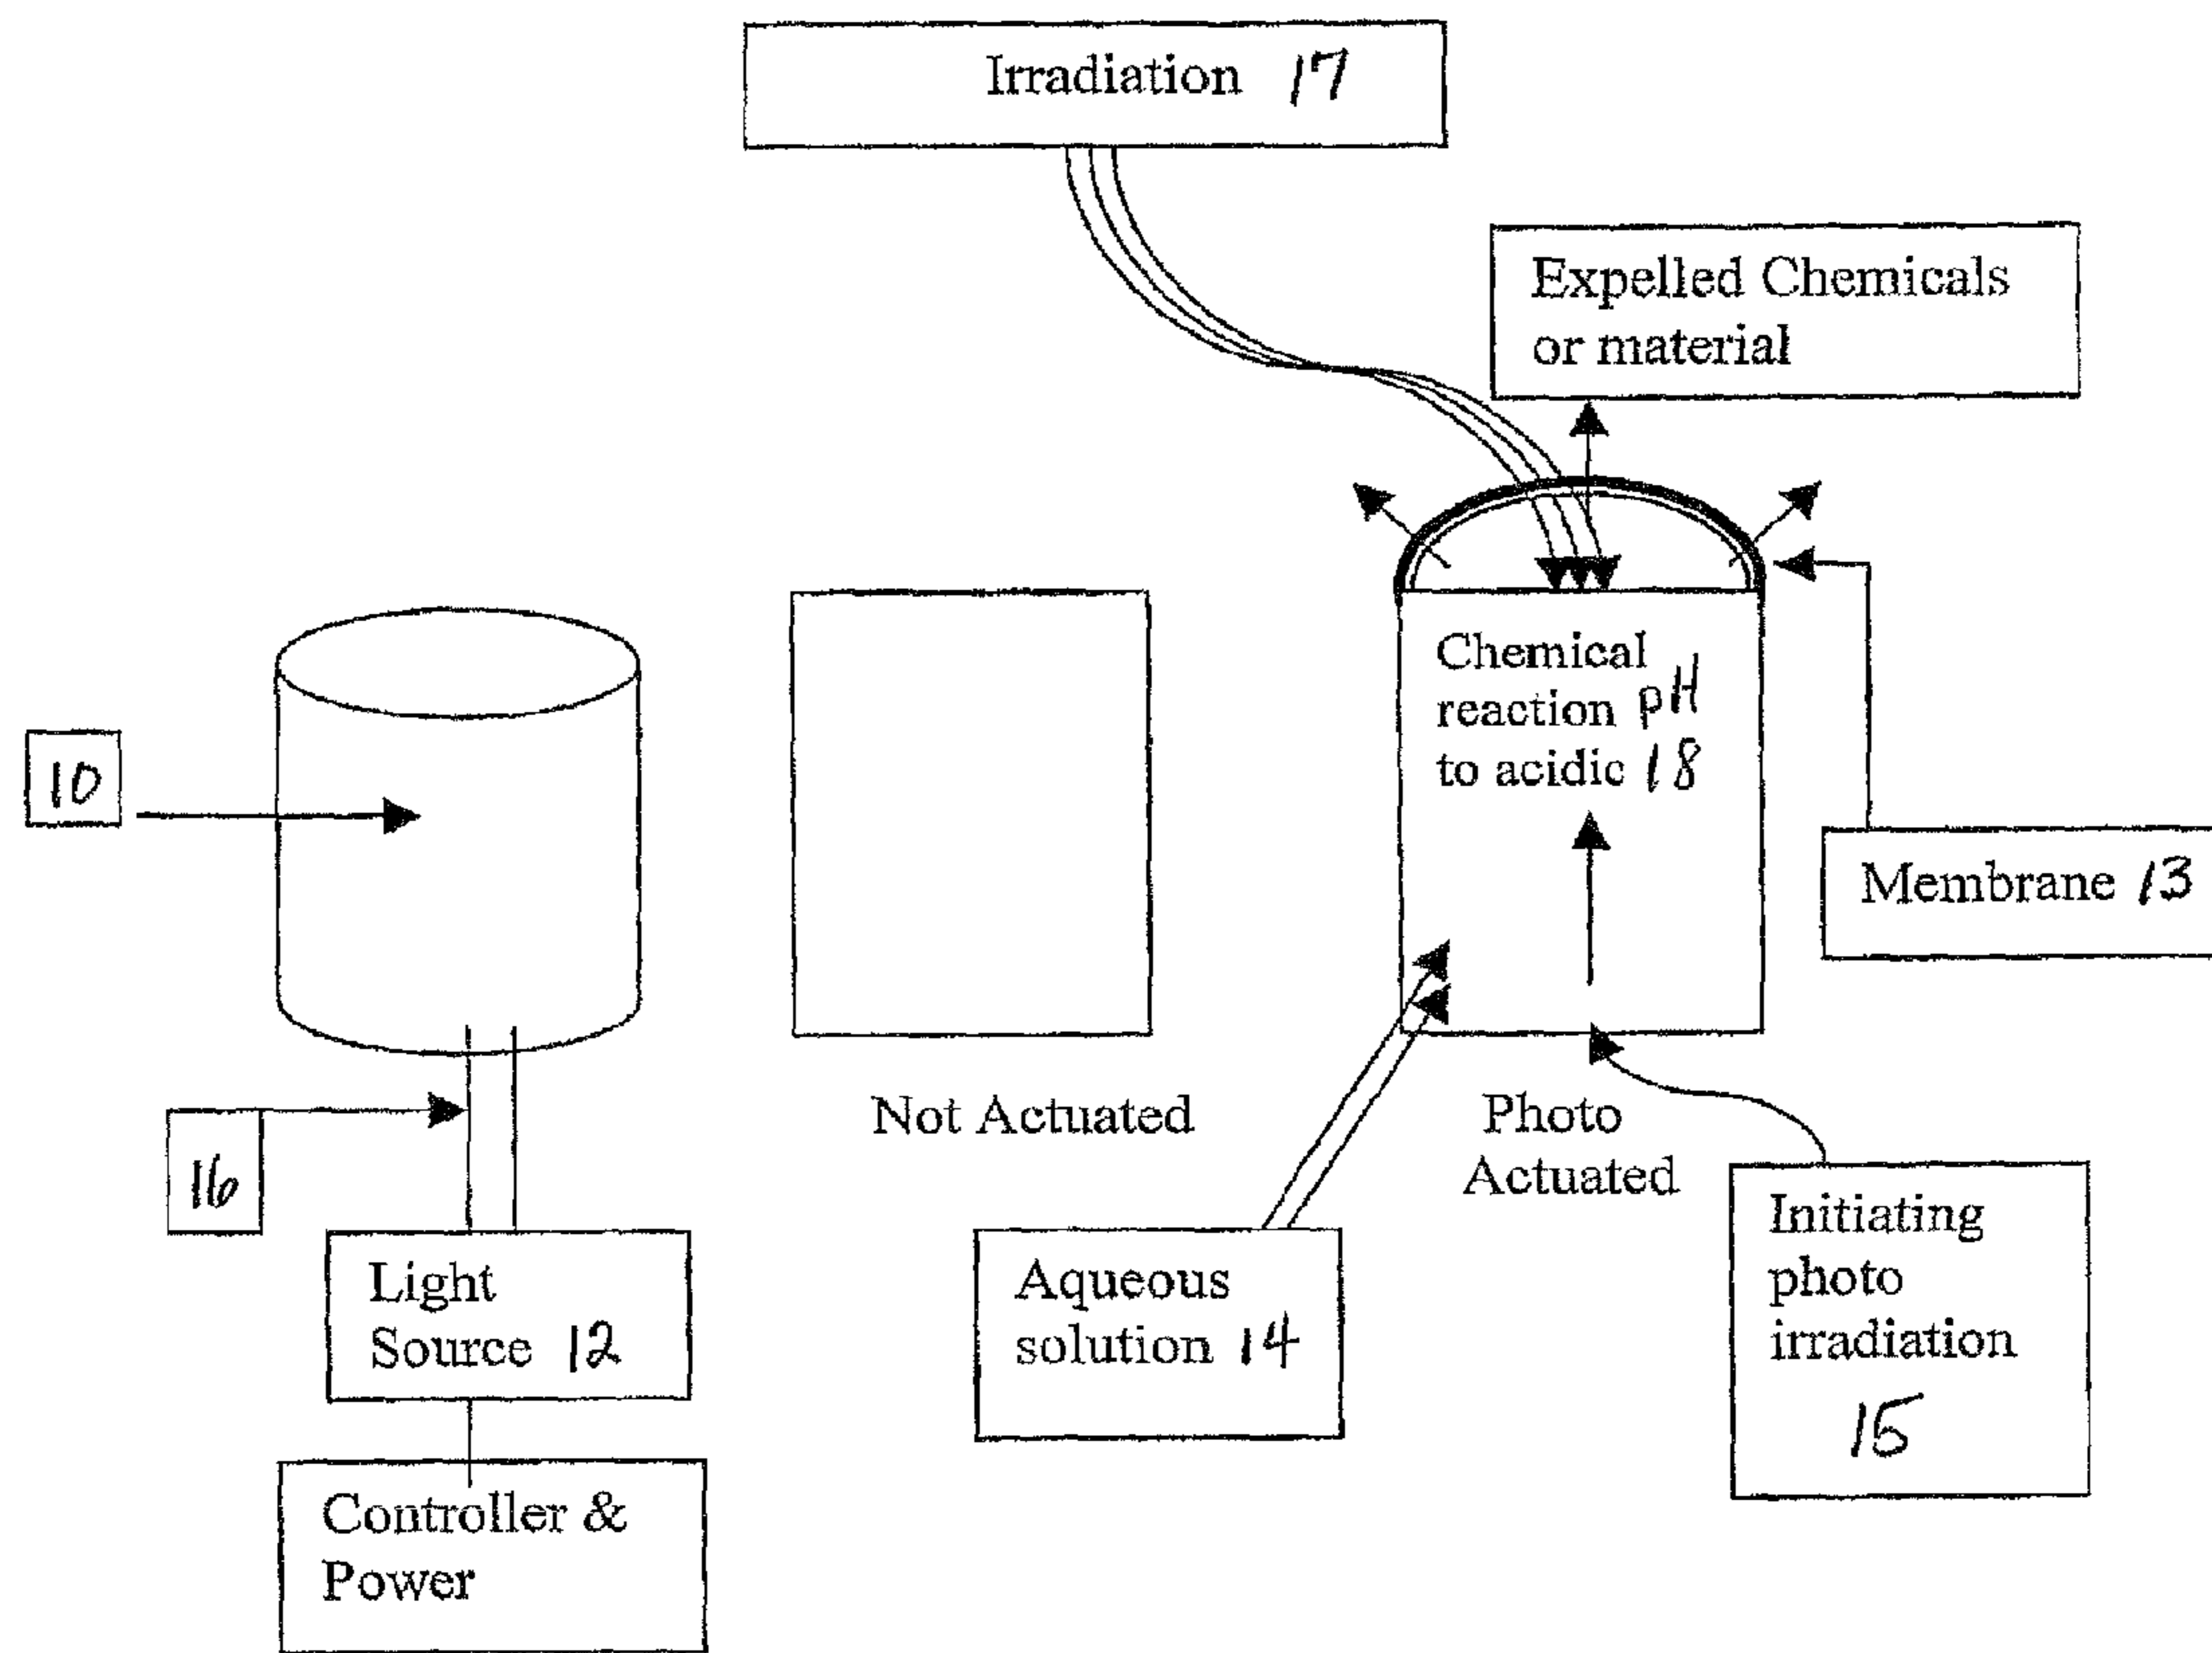 Irradiation 17
Expelled Chemicals
or material
Chemical
reaction pH
to acidic 18
10
Membrane 13
Not Actuated
Photo
Actuated
16
Light
Source 12
Aqueous
solution 14
Initiating
photo
irradiation
15
Controller &
Power